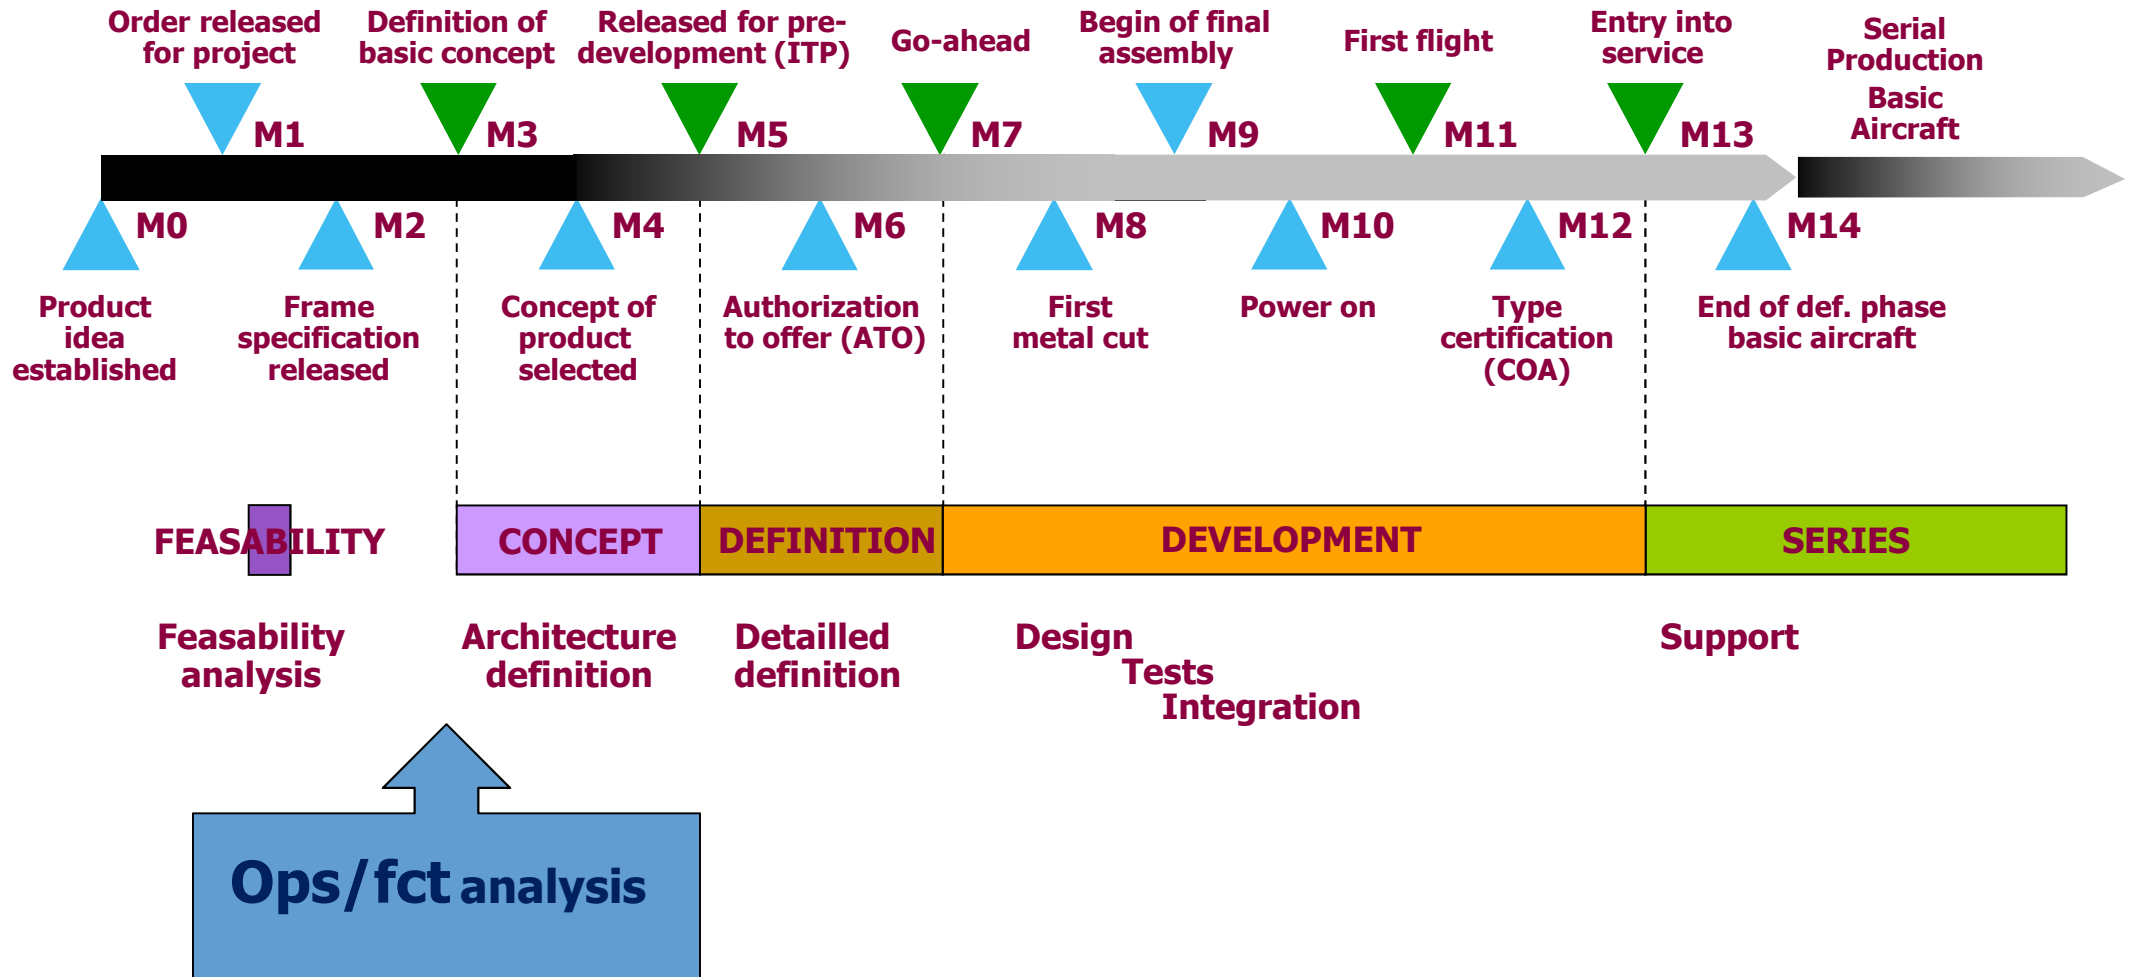 Order released
for project
Definition of
basic concept
Released for pre-
development (ITP)
Go-ahead
Begin of final
assembly
First flight
Entry into
service
Serial
Production
Basic
Aircraft
M1
M3
M5
M7
M9
M11
M13
M0
M2
M4
M6
M8
M10
M12
M14
Product
idea
established
Frame
specification
released
Concept of
product
selected
Authorization
to offer (ATO)
First
metal cut
Power on
Type
certification
(COA)
End of def. phase
basic aircraft
FEASABILITY
CONCEPT
DEFINITION
DEVELOPMENT
SERIES
Feasability
analysis
Architecture
definition
Detailled
definition
Design
Tests
Integration
Support
Ops/fct analysis